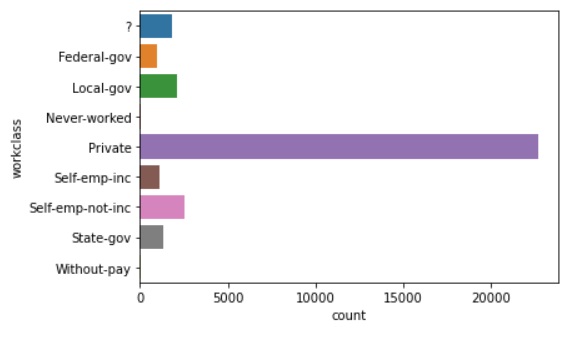 ?
Federal-gov
Local-gov
Never-worked
Private
Self-emp-inc
Self-emp-not-inc
State-gov
Without-pay
workclass
0 5000 10000 15000 20000
count